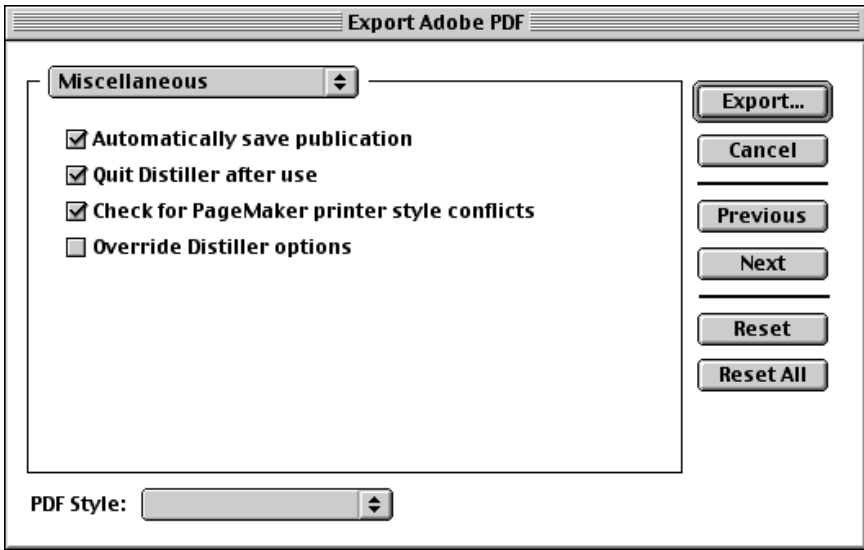 Export Adobe PDF
Miscellaneous
Automatically save publication
Quit Distiller after use
Check for PageMaker printer style conflicts
Override Distiller options
Export...
Cancel
Previous
Next
Reset
Reset All
PDF Style: